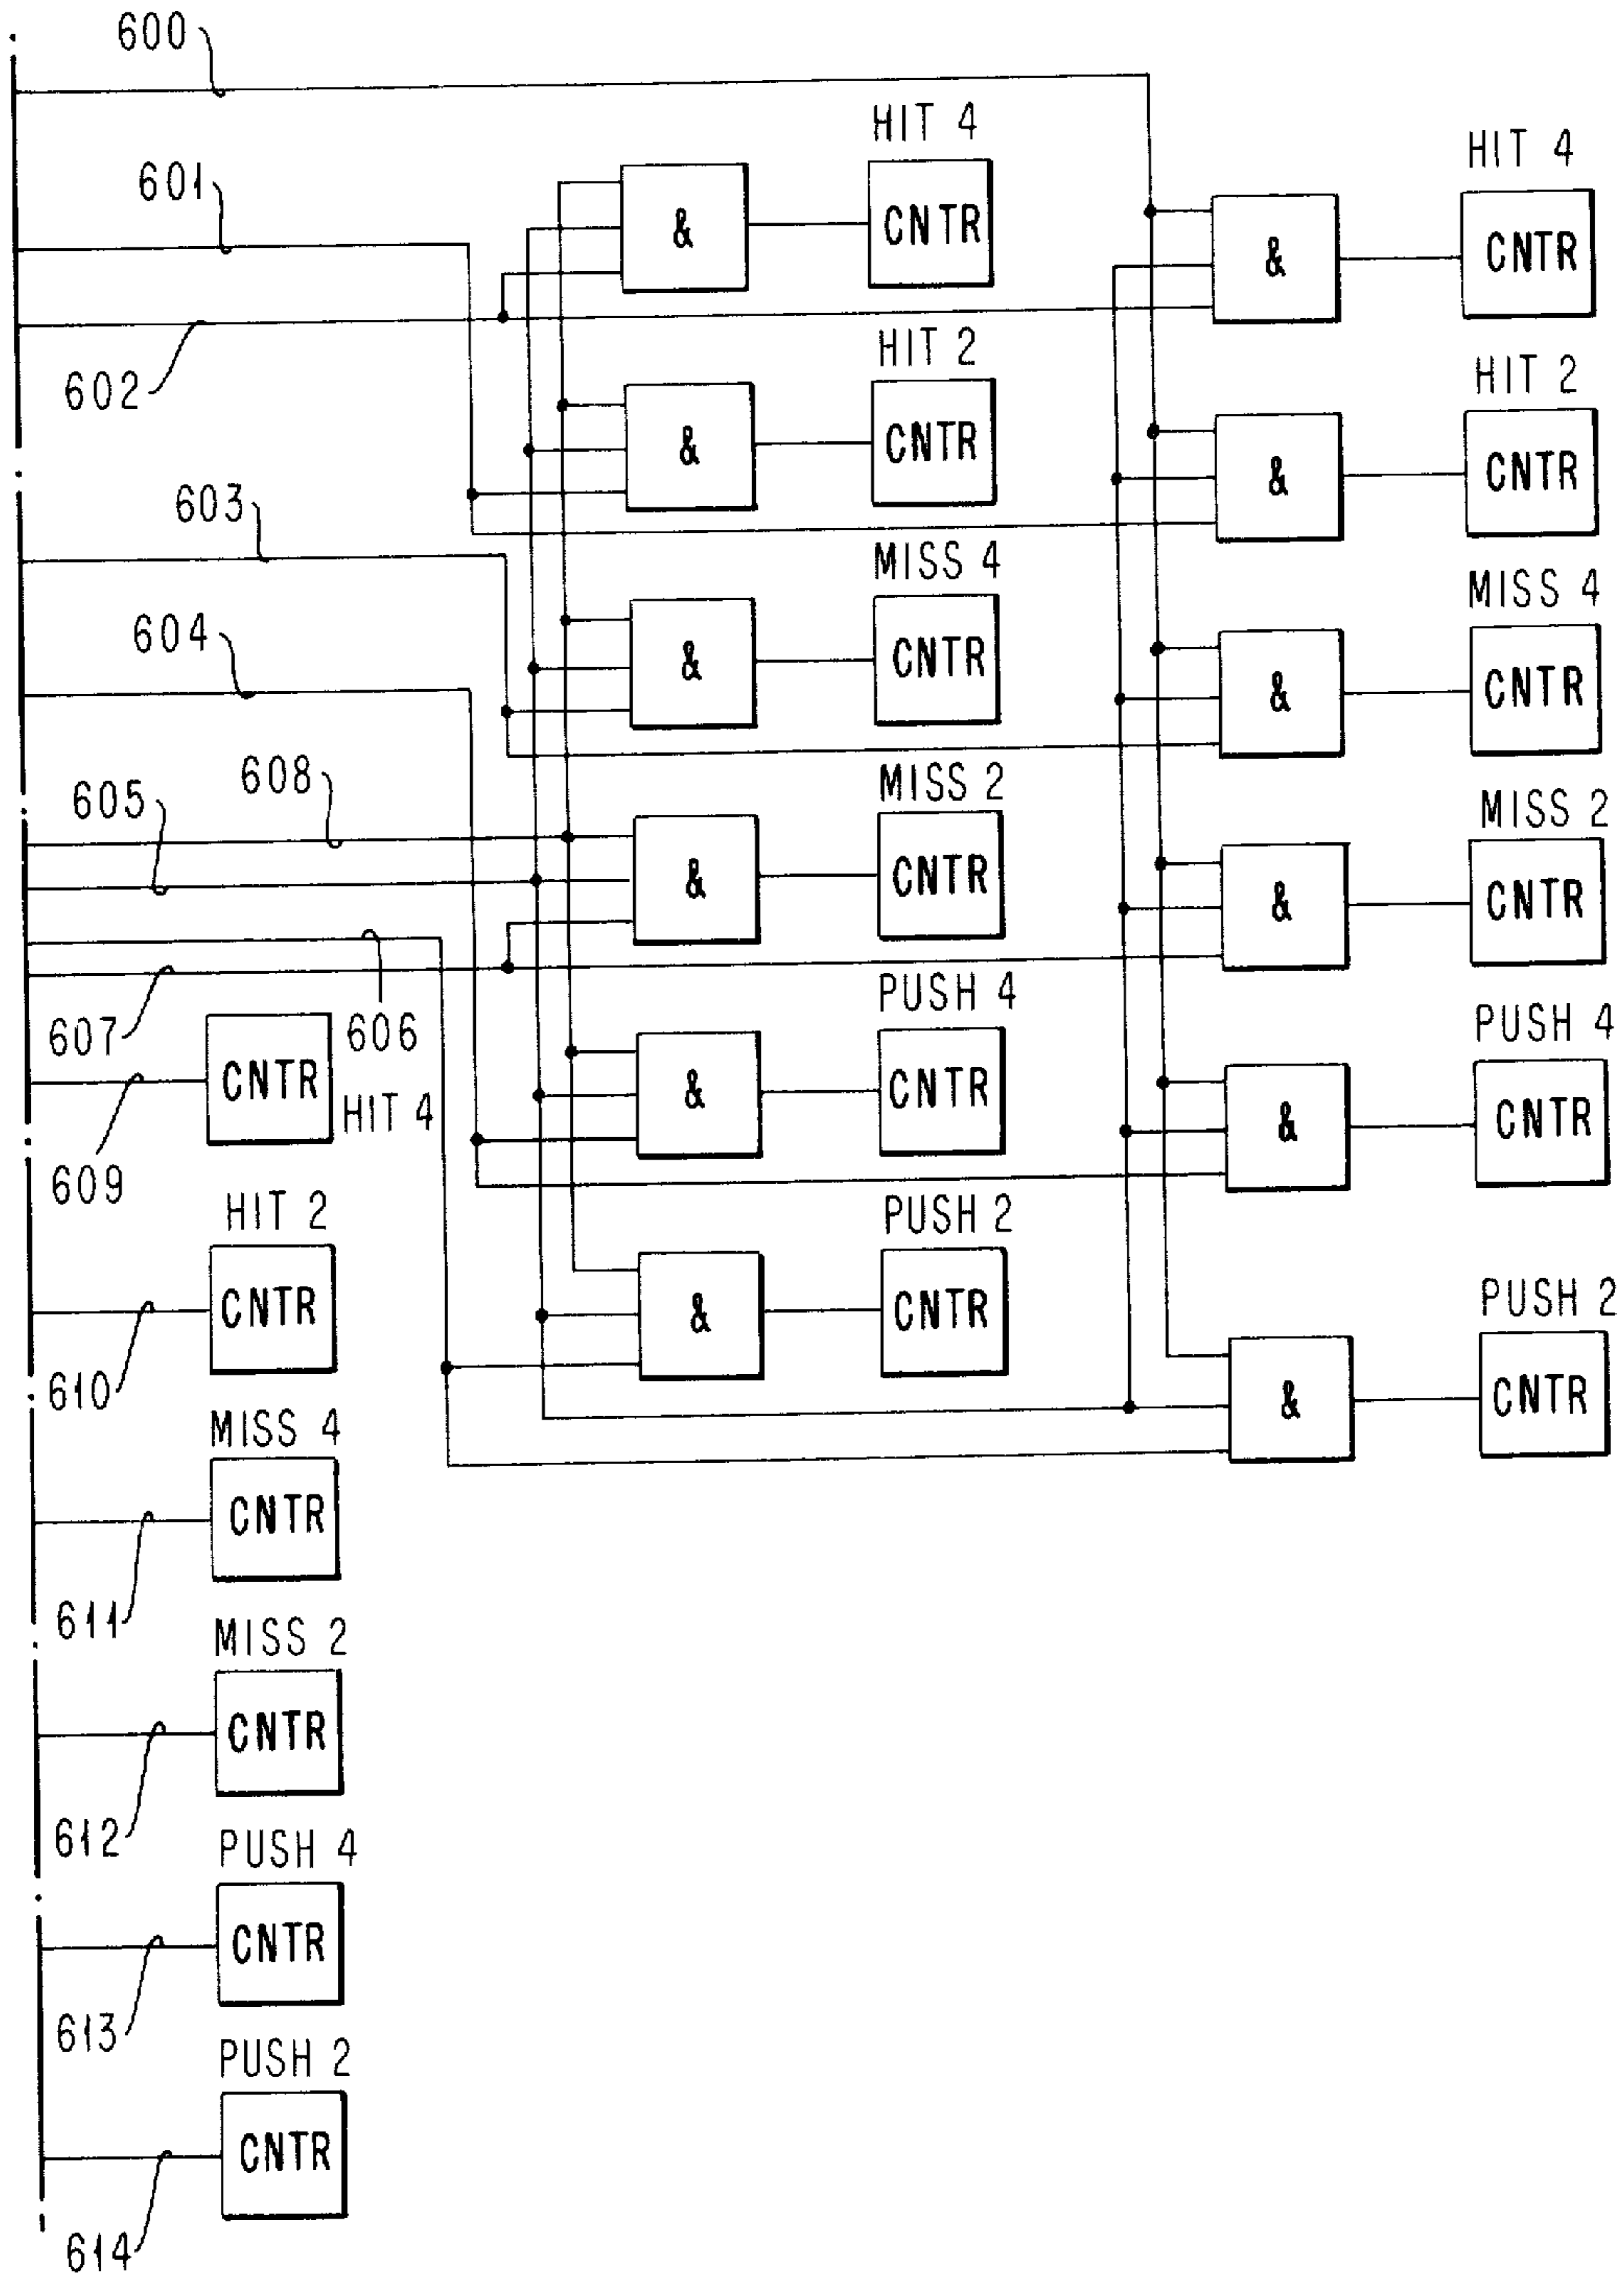 600
HIT 4
HIT 4
601
&
CNTR
&
CNTR
602
HIT 2
HIT 2
&
CNTR
&
CNTR
603
MISS 4
MISS 4
604
&
CNTR
&
CNTR
608
605
MISS 2
MISS 2
&
CNTR
&
CNTR
606
607
PUSH 4
PUSH 4
CNTR
HIT 4
&
CNTR
&
CNTR
609
HIT 2
PUSH 2
PUSH 2
CNTR
&
CNTR
&
CNTR
610
MISS 4
CNTR
611
MISS 2
CNTR
612
PUSH 4
CNTR
613
PUSH 2
CNTR
614